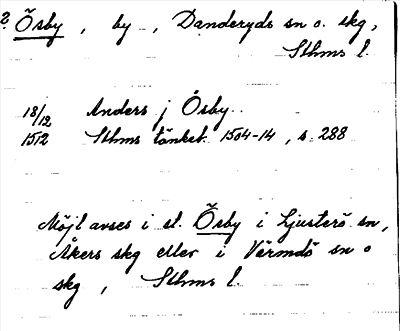 2 Ösby, by, Danderyds sn o. skg,
Sthms l.
18/12 Anders j Ösby.
1512 Sthms tänkeb. 1504-14, s. 288
Möjl avses i st. Ösby i Ljusterö sn,
Åkers skg eller i Värmdö sn o
skg, Sthms l.